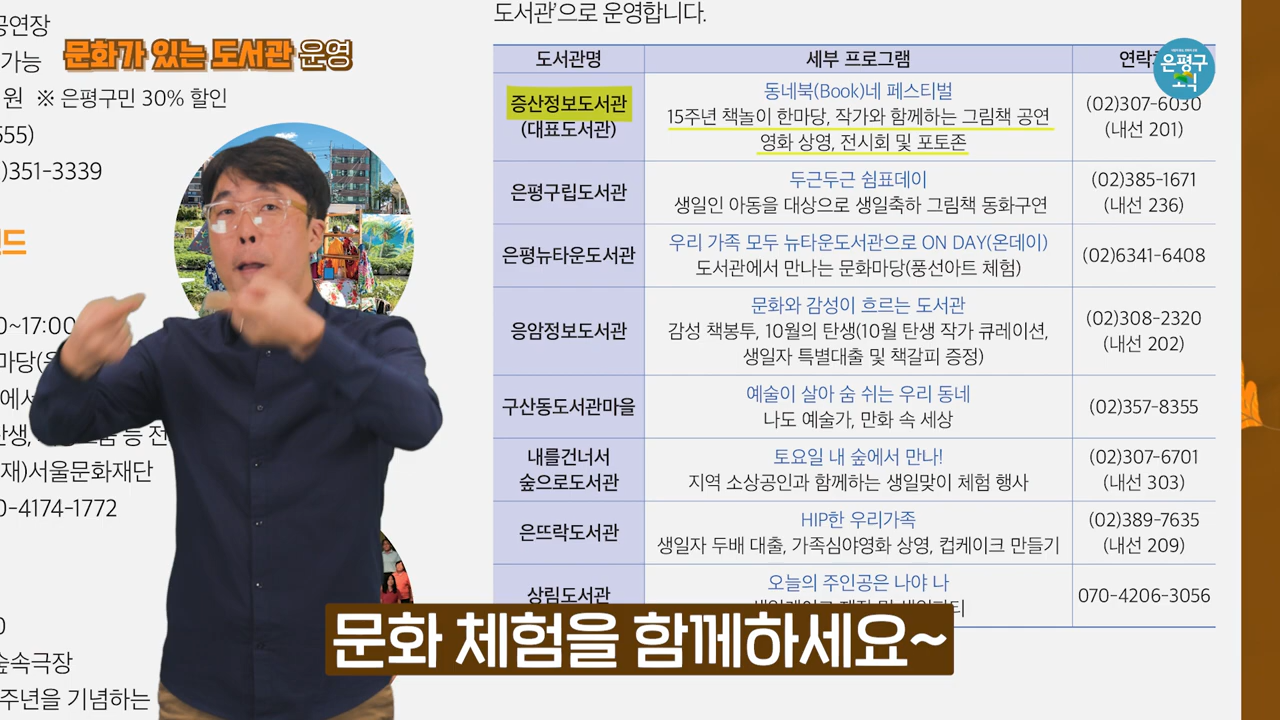 공연장
가능
문화가 있는 도서관 운영
원 ※ 은평구민 30% 할인
555)
)351-3339
0~17:00
마당(
에서
등 전
재)서울문화재단
0-4174-1772
0
숲속극장
주년을 기념하는
도서관’으로 운영합니다.
도서관명 세부 프로그램 연락
은평구
소식
증산정보도서관
(대표도서관)
동네북(Book)네 페스티벌
15주년 책놀이 한마당, 작가와 함께하는 그림책 공연
영화 상영, 전시회 및 포토존
(02)307-6030
(내선 201)
은평구립도서관
두근두근 쉼표데이
생일인 아동을 대상으로 생일축하 그림책 동화구연
(02)385-1671
(내선 236)
은평뉴타운도서관
우리 가족 모두 뉴타운도서관으로 ON DAY(온데이)
도서관에서 만나는 문화마당(풍선아트 체험)
(02)6341-6408
응암정보도서관
문화와 감성이 흐르는 도서관
감성 책봉투, 10월의 탄생(10월 탄생 작가 큐레이션,
생일자 특별대출 및 책갈피 증정)
(02)308-2320
(내선 202)
구산동도서관마을
예술이 살아 숨 쉬는 우리 동네
나도 예술가, 만화 속 세상
(02)357-8355
내를건너서
숲으로도서관
토요일 내 숲에서 만나!
지역 소상공인과 함께하는 생일맞이 체험 행사
(02)307-6701
(내선 303)
은뜨락도서관
HIP한 우리가족
생일자 두배 대출, 가족심야영화 상영, 컵케이크 만들기
(02)389-7635
(내선 209)
상림도서관
오늘의 주인공은 나야 나
070-4206-3056
문화 체험을 함께하세요~